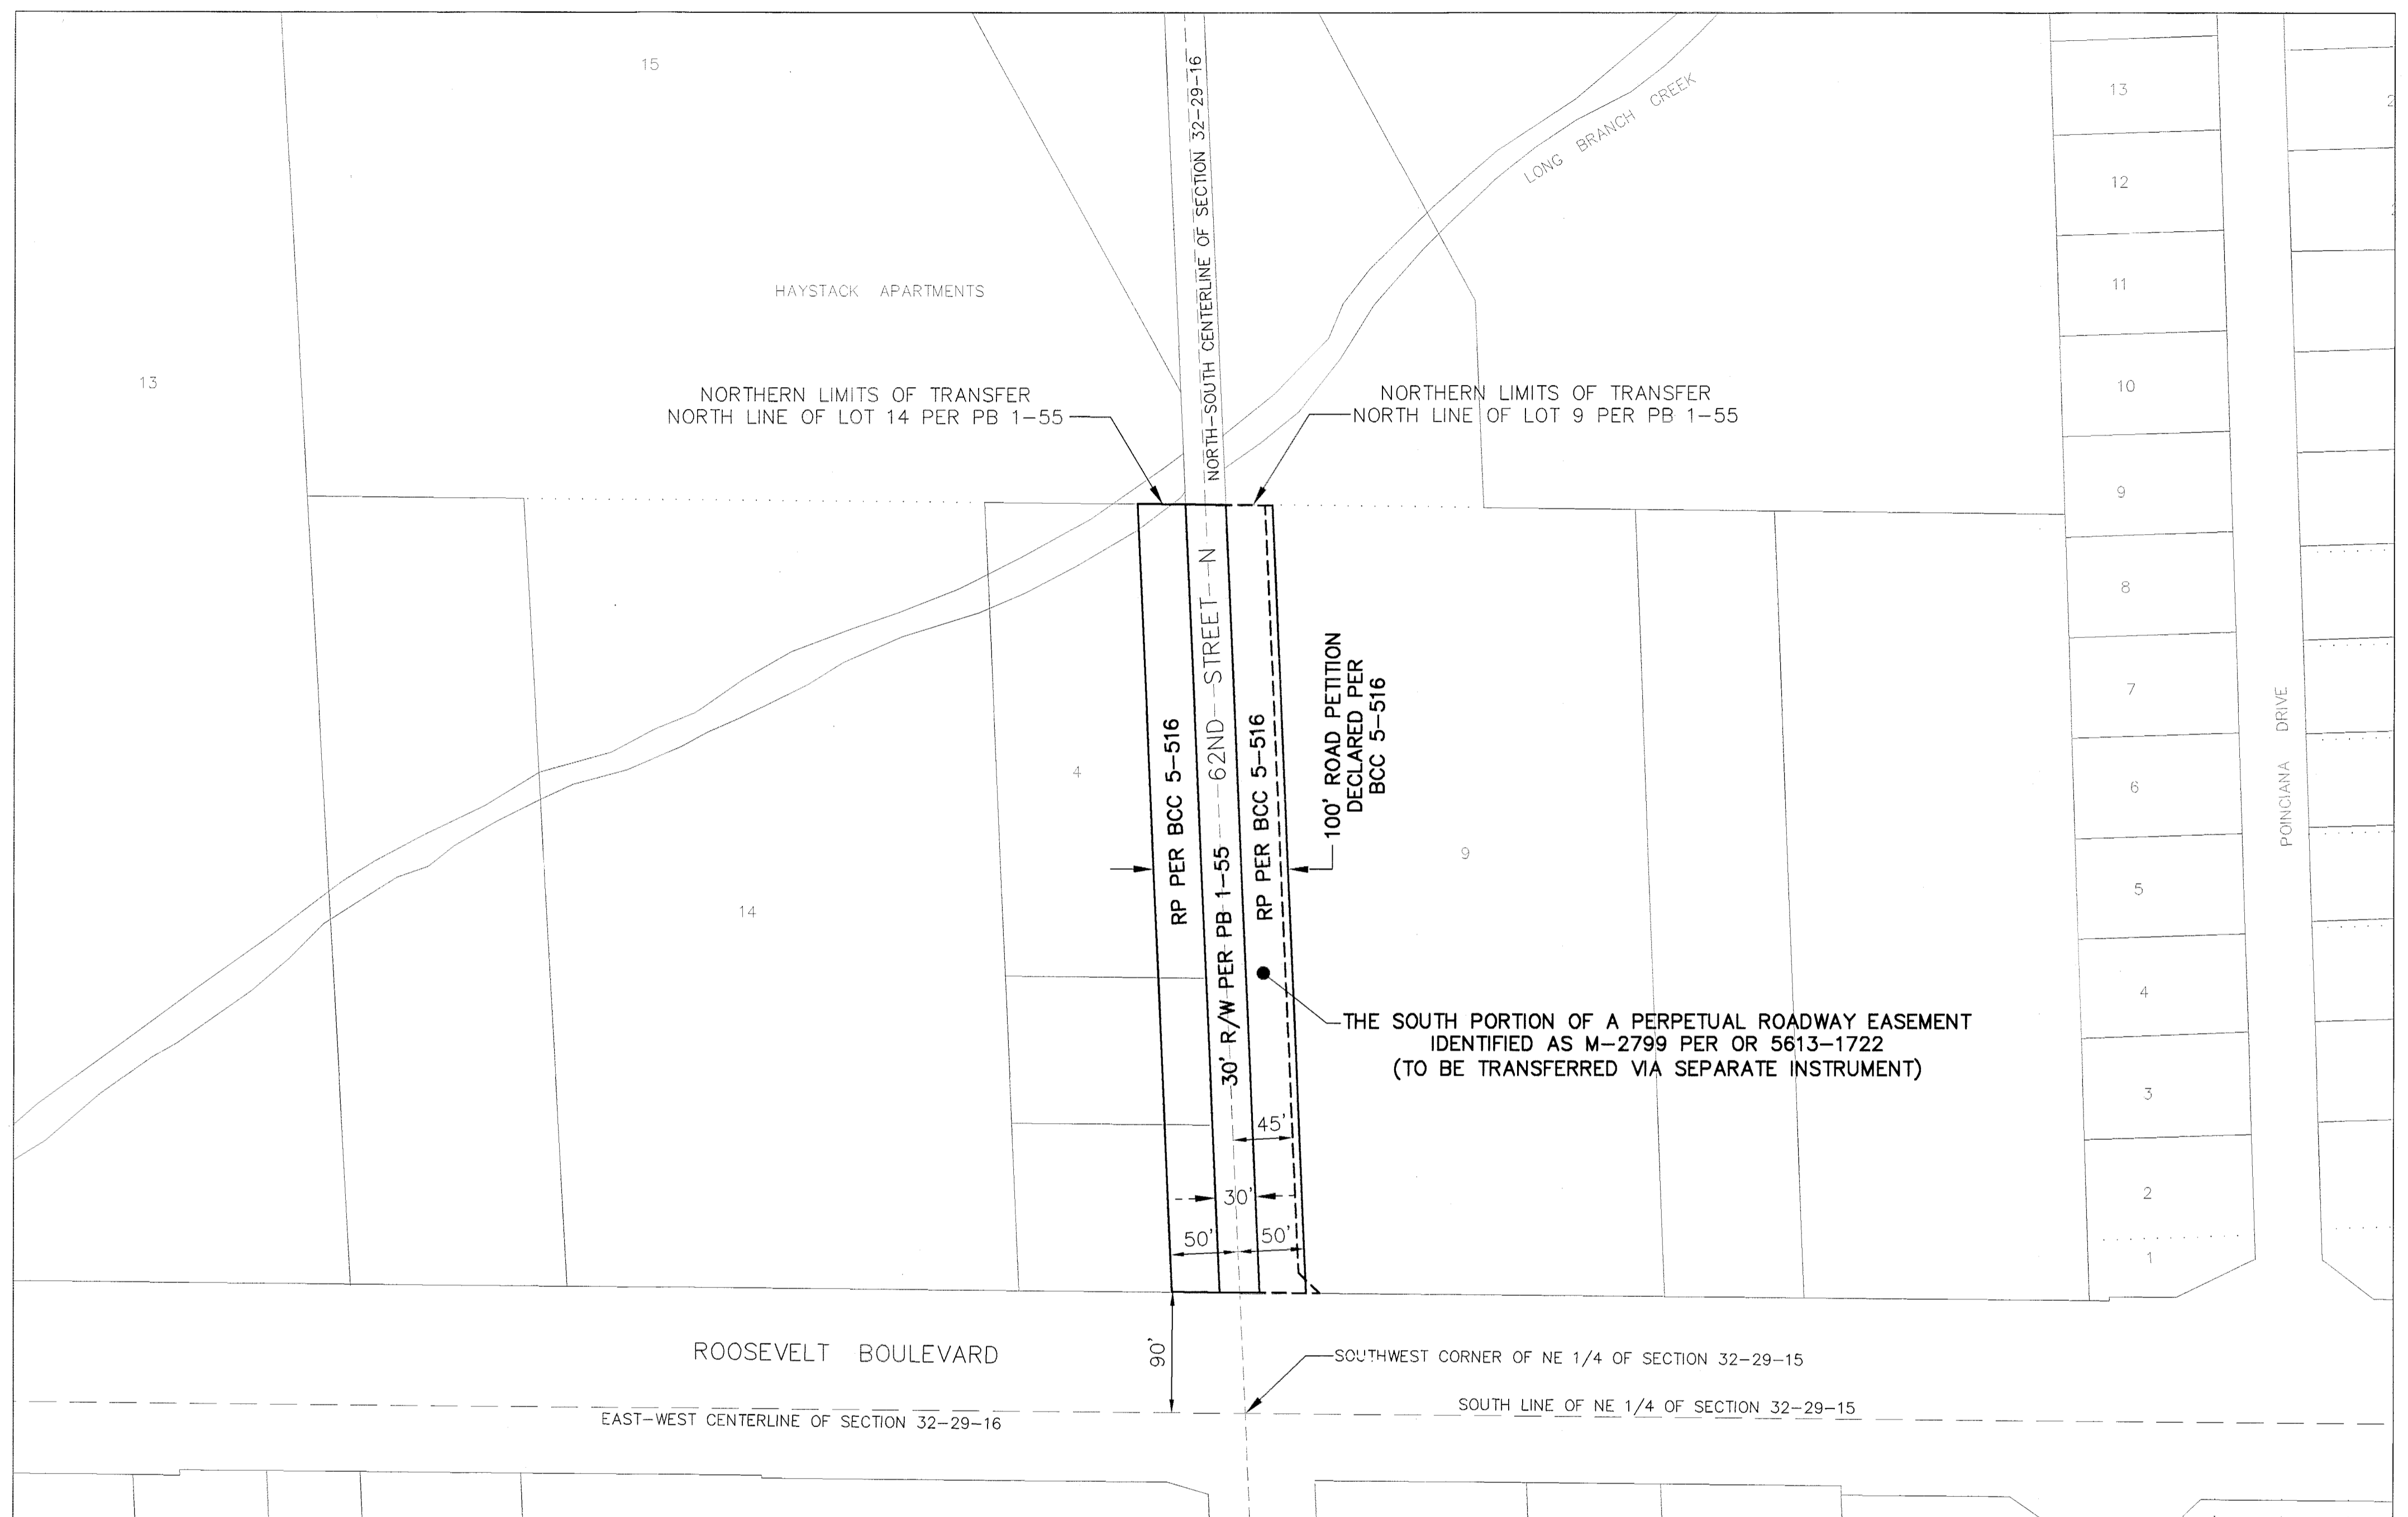 15
13
2
12
11
10
9
8
7
6
5
4
3
2
1
LONG BRANCH CREEK
NORTH-SOUTH CENTERLINE OF SECTION 32-29-16
HAYSTACK APARTMENTS
13
NORTHERN LIMITS OF TRANSFER
NORTH LINE OF LOT 14 PER PB 1-55
NORTHERN LIMITS OF TRANSFER
NORTH LINE OF LOT 9 PER PB 1-55
62ND STREET N
RP PER BCC 5-516
30' R/W PER PB 1-55
RP PER BCC 5-516
100' ROAD PETITION
DECLARED PER
BCC 5-516
POINCIANA DRIVE
4
9
14
THE SOUTH PORTION OF A PERPETUAL ROADWAY EASEMENT
IDENTIFIED AS M-2799 PER OR 5613-1722
(TO BE TRANSFERRED VIA SEPARATE INSTRUMENT)
45'
30'
50'
50'
90'
ROOSEVELT BOULEVARD
SOUTHWEST CORNER OF NE 1/4 OF SECTION 32-29-15
SOUTH LINE OF NE 1/4 OF SECTION 32-29-15
EAST-WEST CENTERLINE OF SECTION 32-29-16